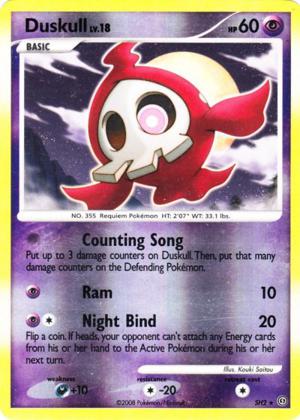 Duskull LV.18 HP 60
BASIC
NO. 355 Requiem Pokémon HT: 2'07" WT: 33.1 lbs.
Counting Song
Put up to 3 damage counters on Duskull. Then, put that many
damage counters on the Defending Pokémon.
Ram 10
Night Bind 20
Flip a coin. If heads, your opponent can't attach any Energy cards
from his or her hand to the Active Pokémon during his or her
next turn.
Illus. Kouki Saitou
weakness resistance retreat cost
+10 -20
©2008 Pokémon/Nintendo
SH2